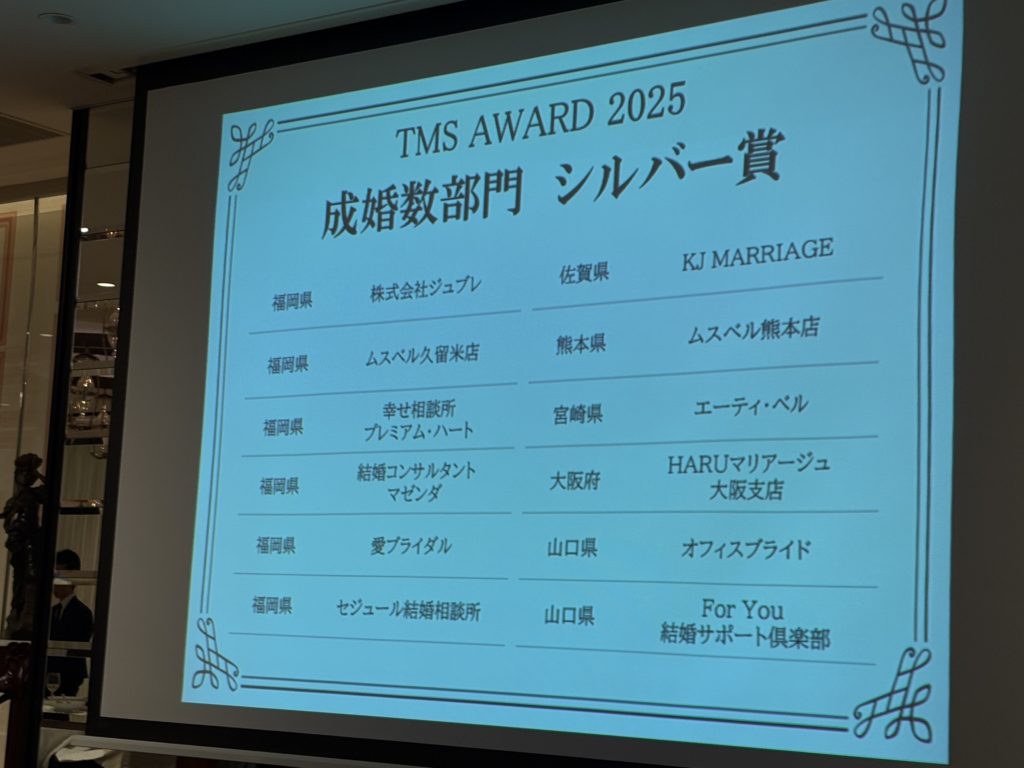 TMS AWARD 2025
成婚数部門 シルバー賞
福岡県 株式会社ジュブレ
福岡県 ムスベル久留米店
福岡県 幸せ相談所
プレミアム・ハート
福岡県 結婚コンサルタント
マゼンダ
福岡県 愛ブライダル
福岡県 セジュール結婚相談所
佐賀県 KJ MARRIAGE
熊本県 ムスベル熊本店
宮崎県 エーティ・ベル
大阪府 HARUマリアージュ
大阪支店
山口県 オフィスブライド
山口県 For You
結婚サポート倶楽部